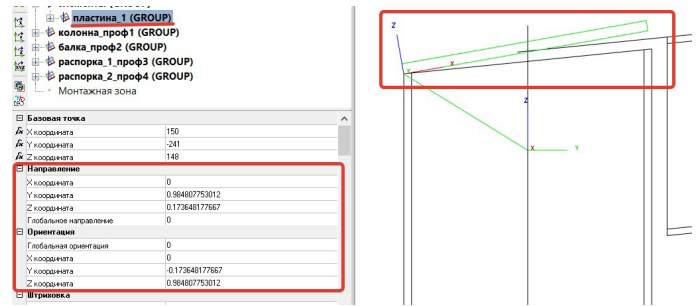 пластина_1 (GROUP)
колонна_проф1 (GROUP)
балка_проф2 (GROUP)
распорка_1_проф3 (GROUP)
распорка_2_проф4 (GROUP)
Монтажная зона
Базовая точка
X координата 150
Y координата -241
Z координата 148
Направление
X координата 0
Y координата 0.984807753012
Z координата 0.173648177667
Глобальное направление 0
Ориентация
Глобальная ориентация 0
X координата 0
Y координата -0.173648177667
Z координата 0.984807753012
Штриховка
Z
X
Y
Z
X
Y